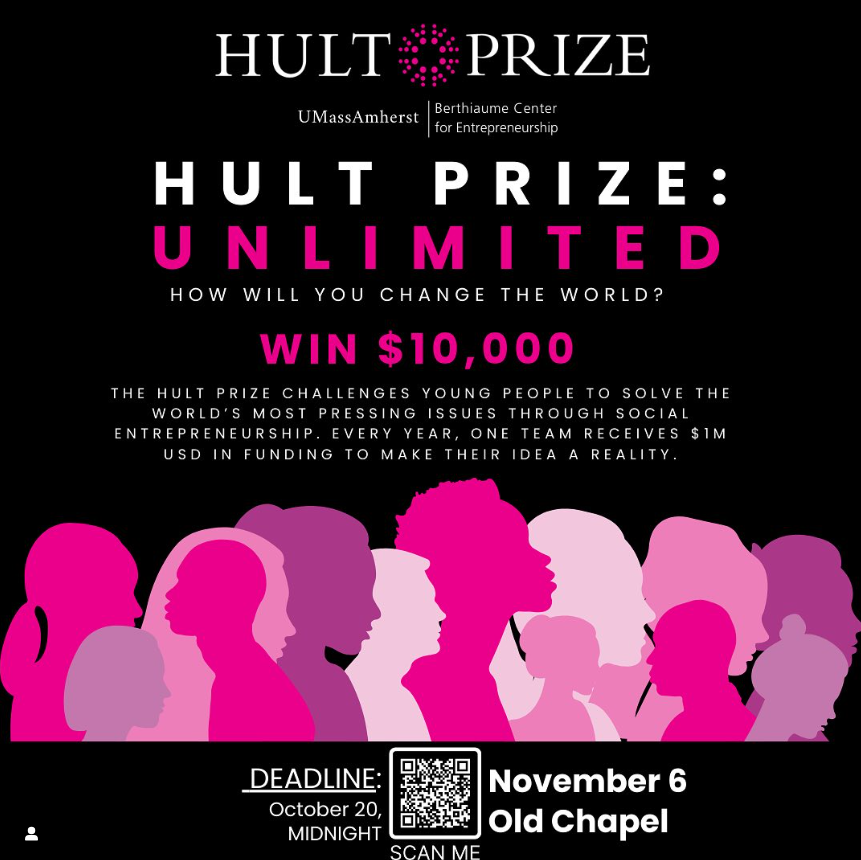 HULT PRIZE
UMassAmherst
Berthiaume Center
for Entrepreneurship
HULT PRIZE:
UNLIMITED
HOW WILL YOU CHANGE THE WORLD?
WIN $10,000
THE HULT PRIZE CHALLENGES YOUNG PEOPLE TO SOLVE THE
WORLD'S MOST PRESSING ISSUES THROUGH SOCIAL
ENTREPRENEURSHIP. EVERY YEAR, ONE TEAM RECEIVES $1M
USD IN FUNDING TO MAKE THEIR IDEA A REALITY.
DEADLINE:
October 20,
MIDNIGHT
SCAN ME
November 6
Old Chapel